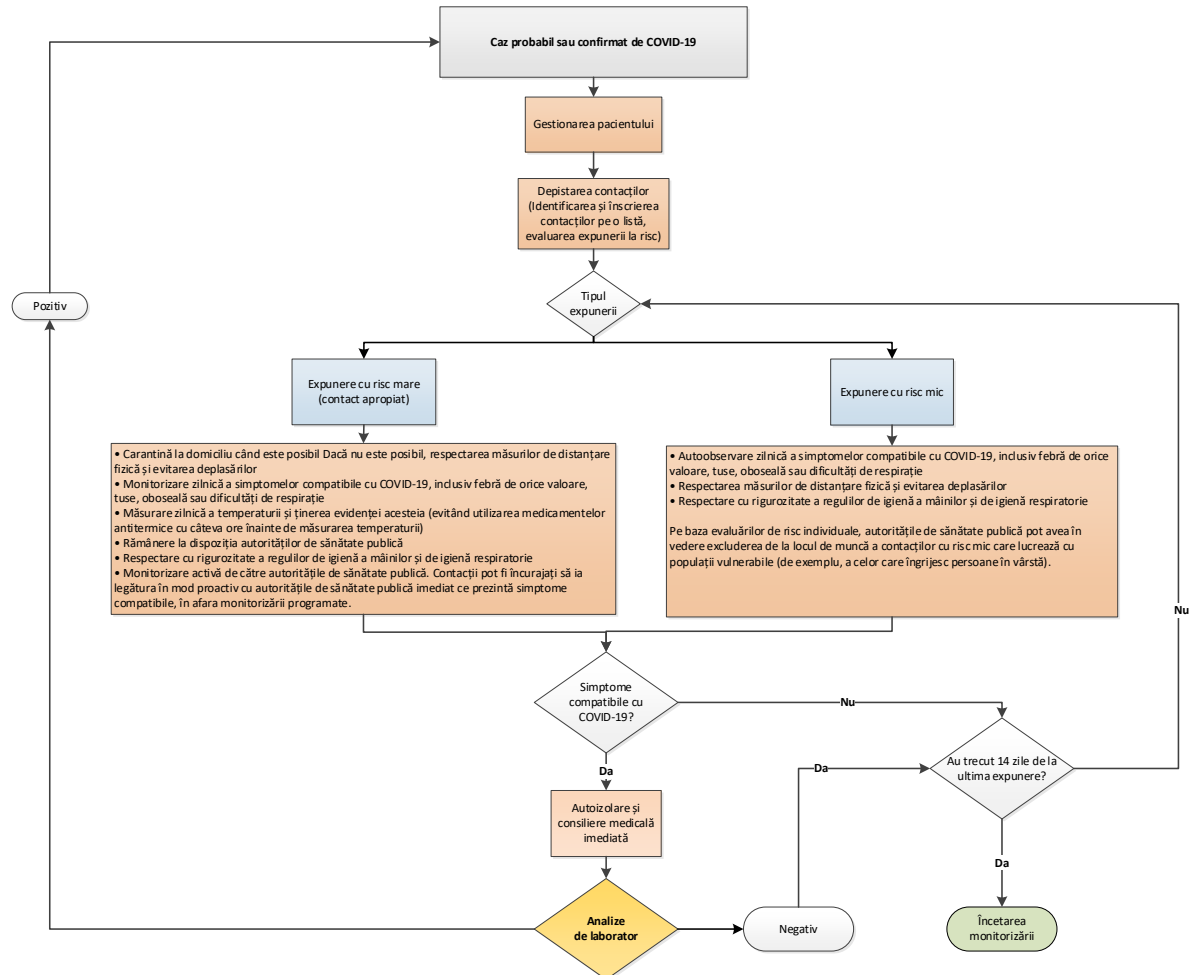 Caz probabil sau confirmat de COVID-19
Gestionarea pacientului
Depistarea contacților
(Identificarea și înscrierea
contacților pe o listă,
evaluarea expunerii la risc)
Pozitiv
Tipul
expunerii
Expunere cu risc mare
(contact apropiat)
Expunere cu risc mic
• Carantină la domiciliu când este posibil Dacă nu este posibil, respectarea măsurilor de distanțare
fizică și evitarea deplasărilor
• Monitorizare zilnică a simptomelor compatibile cu COVID-19, inclusiv febră de orice valoare,
tuse, oboseală sau dificultăți de respirație
• Măsurare zilnică a temperaturii și ținerea evidenței acesteia (evitând utilizarea medicamentelor
antitermice cu câteva ore înainte de măsurarea temperaturii)
• Rămânere la dispoziția autorităților de sănătate publică
• Respectare cu rigurozitate a regulilor de igienă a mâinilor și de igienă respiratorie
• Monitorizare activă de către autoritățile de sănătate publică. Contacții pot fi încurajați să ia
legătura în mod proactiv cu autoritățile de sănătate publică imediat ce prezintă simptome
compatibile, în afara monitorizării programate.
• Autoobservare zilnică a simptomelor compatibile cu COVID-19, inclusiv febră de orice
valoare, tuse, oboseală sau dificultăți de respirație
• Respectarea măsurilor de distanțare fizică și evitarea deplasărilor
• Respectare cu rigurozitate a regulilor de igienă a mâinilor și de igienă respiratorie
Pe baza evaluărilor de risc individuale, autoritățile de sănătate publică pot avea în
vedere excluderea de la locul de muncă a contacților cu risc mic care lucrează cu
populații vulnerabile (de exemplu, a celor care îngrijesc persoane în vârstă).
Nu
Simptome
compatibile cu
COVID-19?
Nu
Da
Au trecut 14 zile de la
ultima expunere?
Da
Autoizolare și
consiliere medicală
imediată
Da
Analize
de laborator
Negativ
Încetarea
monitorizării